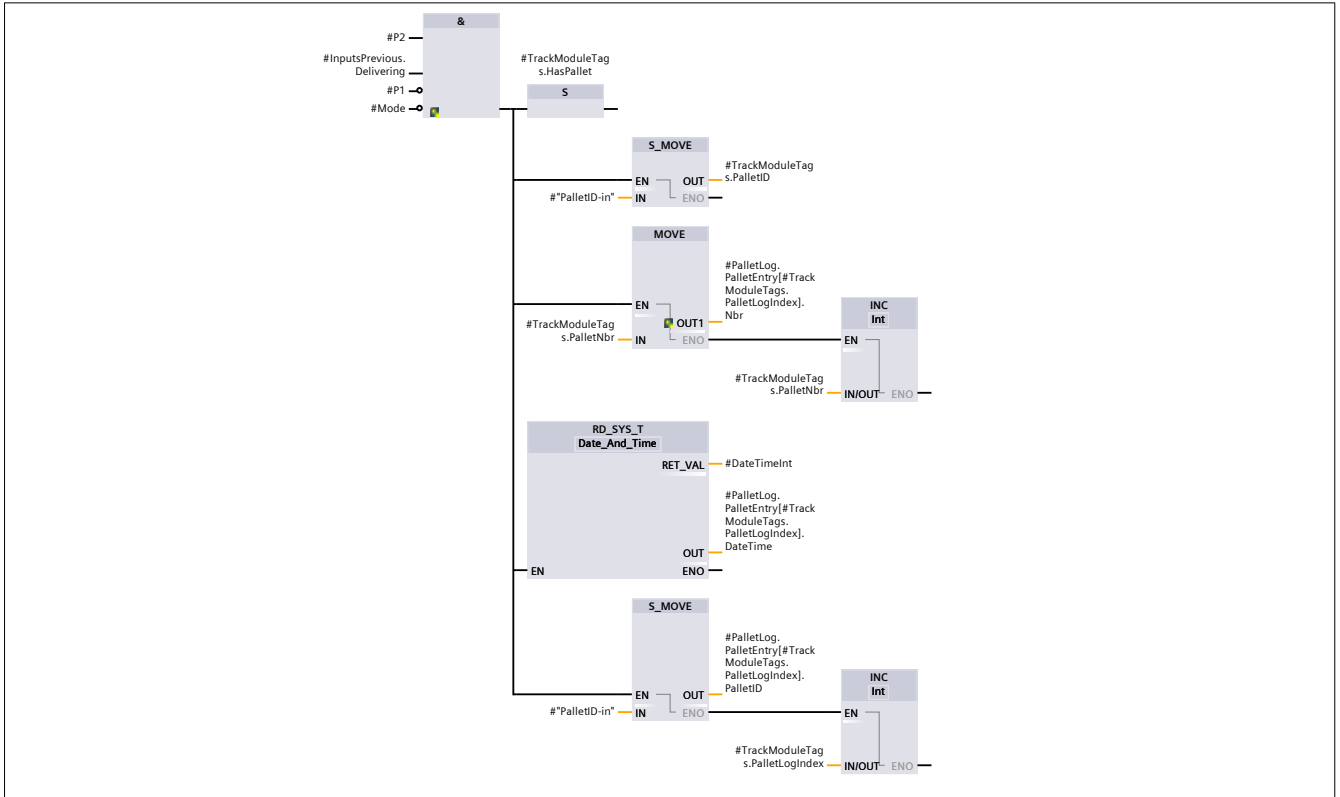 &
#P2
#InputsPrevious.
Delivering
#P1
#Mode
#TrackModuleTag
s.HasPallet
S
S_MOVE
EN
OUT
#TrackModuleTag
s.PalletID
#"PalletID-in"
IN
ENO
MOVE
EN
OUT1
#PalletLog.
PalletEntry[#Track
ModuleTags.
PalletLogIndex].
Nbr
#TrackModuleTag
s.PalletNbr
IN
ENO
INC
Int
EN
#TrackModuleTag
s.PalletNbr
IN/OUT
ENO
RD_SYS_T
Date_And_Time
RET_VAL
#DateTimeInt
#PalletLog.
PalletEntry[#Track
ModuleTags.
PalletLogIndex].
DateTime
OUT
EN
ENO
S_MOVE
EN
OUT
#PalletLog.
PalletEntry[#Track
ModuleTags.
PalletLogIndex].
PalletID
#"PalletID-in"
IN
ENO
INC
Int
EN
#TrackModuleTag
s.PalletLogIndex
IN/OUT
ENO